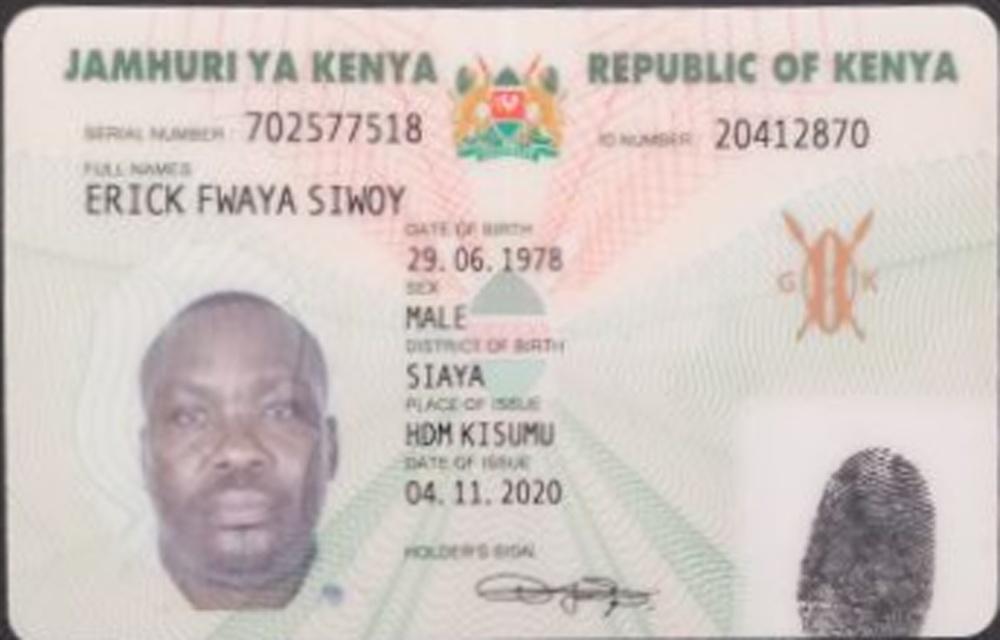 JAMHURI YA KENYA REPUBLIC OF KENYA
SERIAL NUMBER: 702577518 ID NUMBER: 20412870
FULL NAMES
ERICK FWAYA SIWOY
DATE OF BIRTH
29.06.1978
SEX
MALE
DISTRICT OF BIRTH
SIAYA
PLACE OF ISSUE
HDM KISUMU
DATE OF ISSUE
04.11.2020
HOLDER'S SIGN.
G K